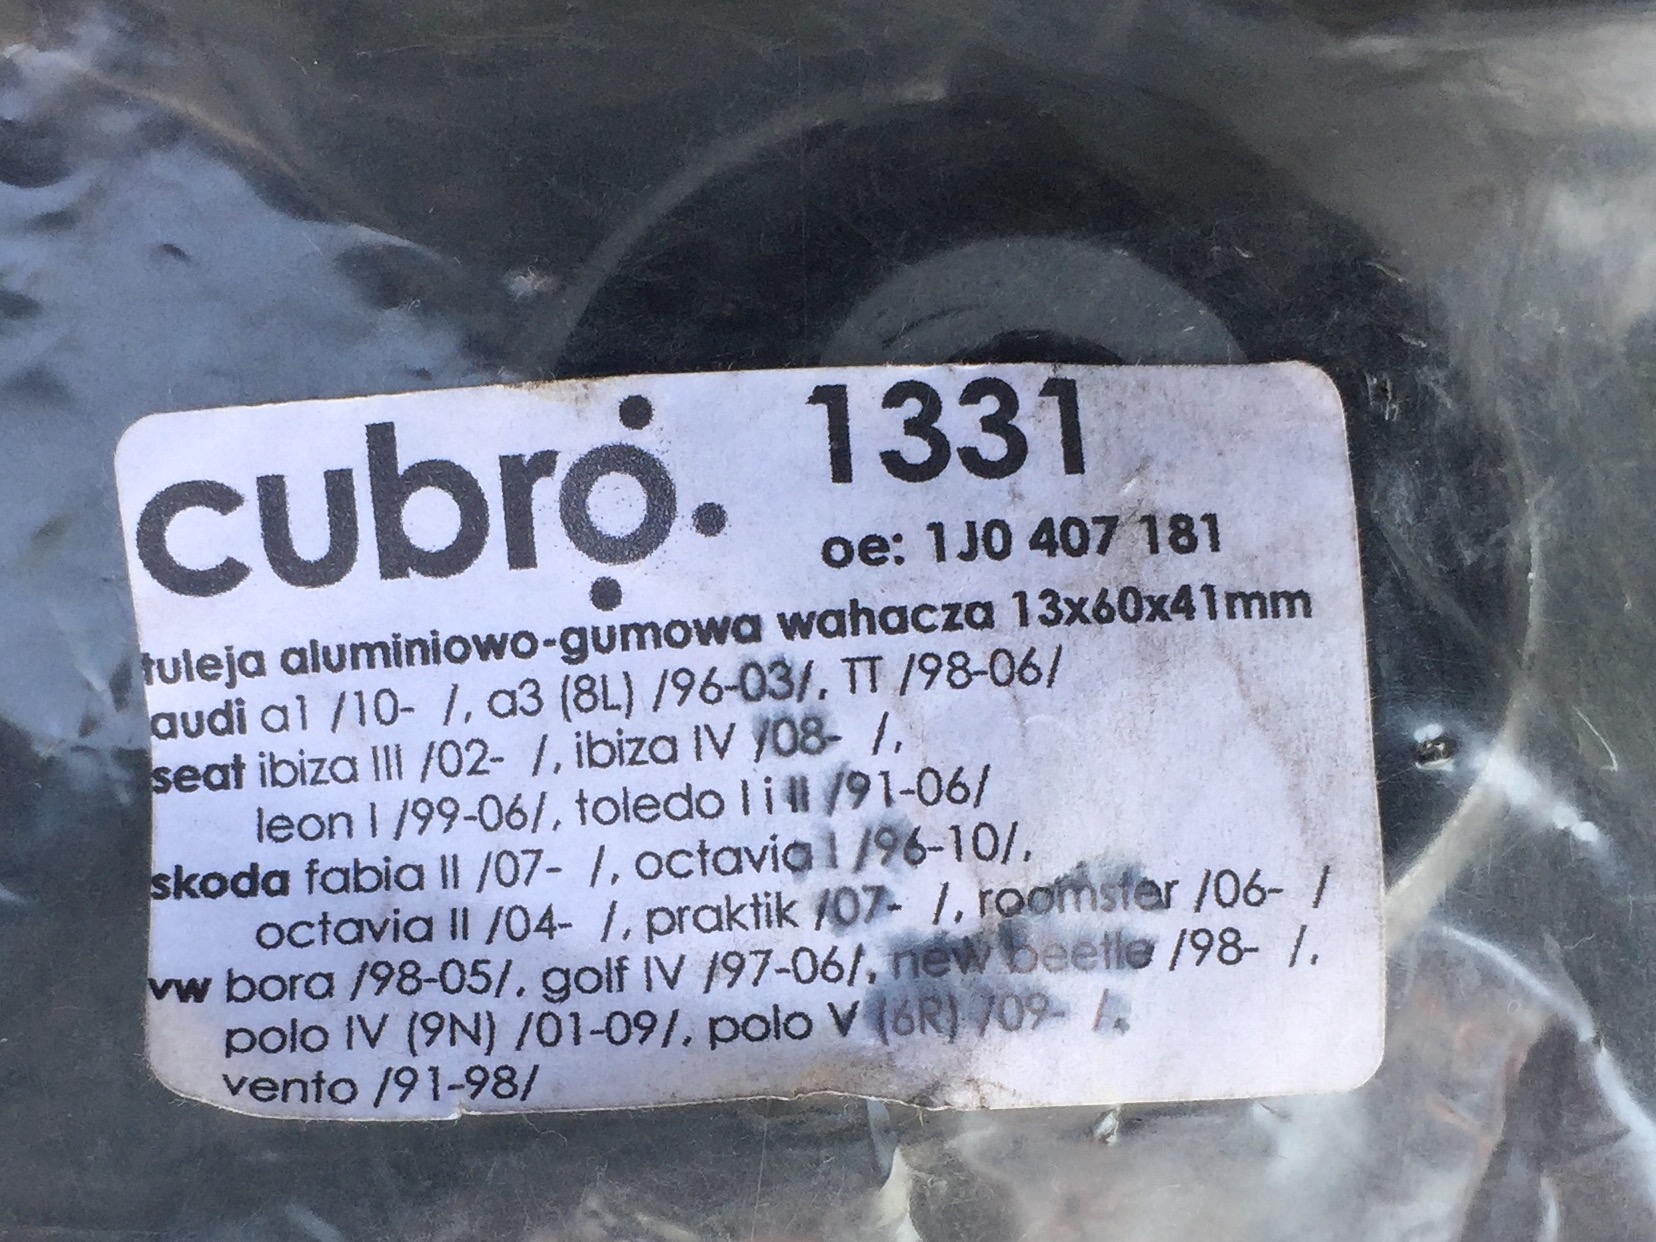 cubro. 1331
oe: 1J0 407 181
tuleja aluminiowo-gumowa wahacza 13x60x41mm
audi a1 /10-  /, a3 (8L) /96-03/, TT /98-06/
seat ibiza III /02-  /, ibiza IV /08-  /,
leon I /99-06/, toledo I i II /91-06/
skoda fabia II /07-  /, octavia I /96-10/,
octavia II /04-  /, praktik /07-  /, roomster /06-  /
vw bora /98-05/, golf IV /97-06/, new beetle /98-  /,
polo IV (9N) /01-09/, polo V (6R) /09-  /,
vento /91-98/